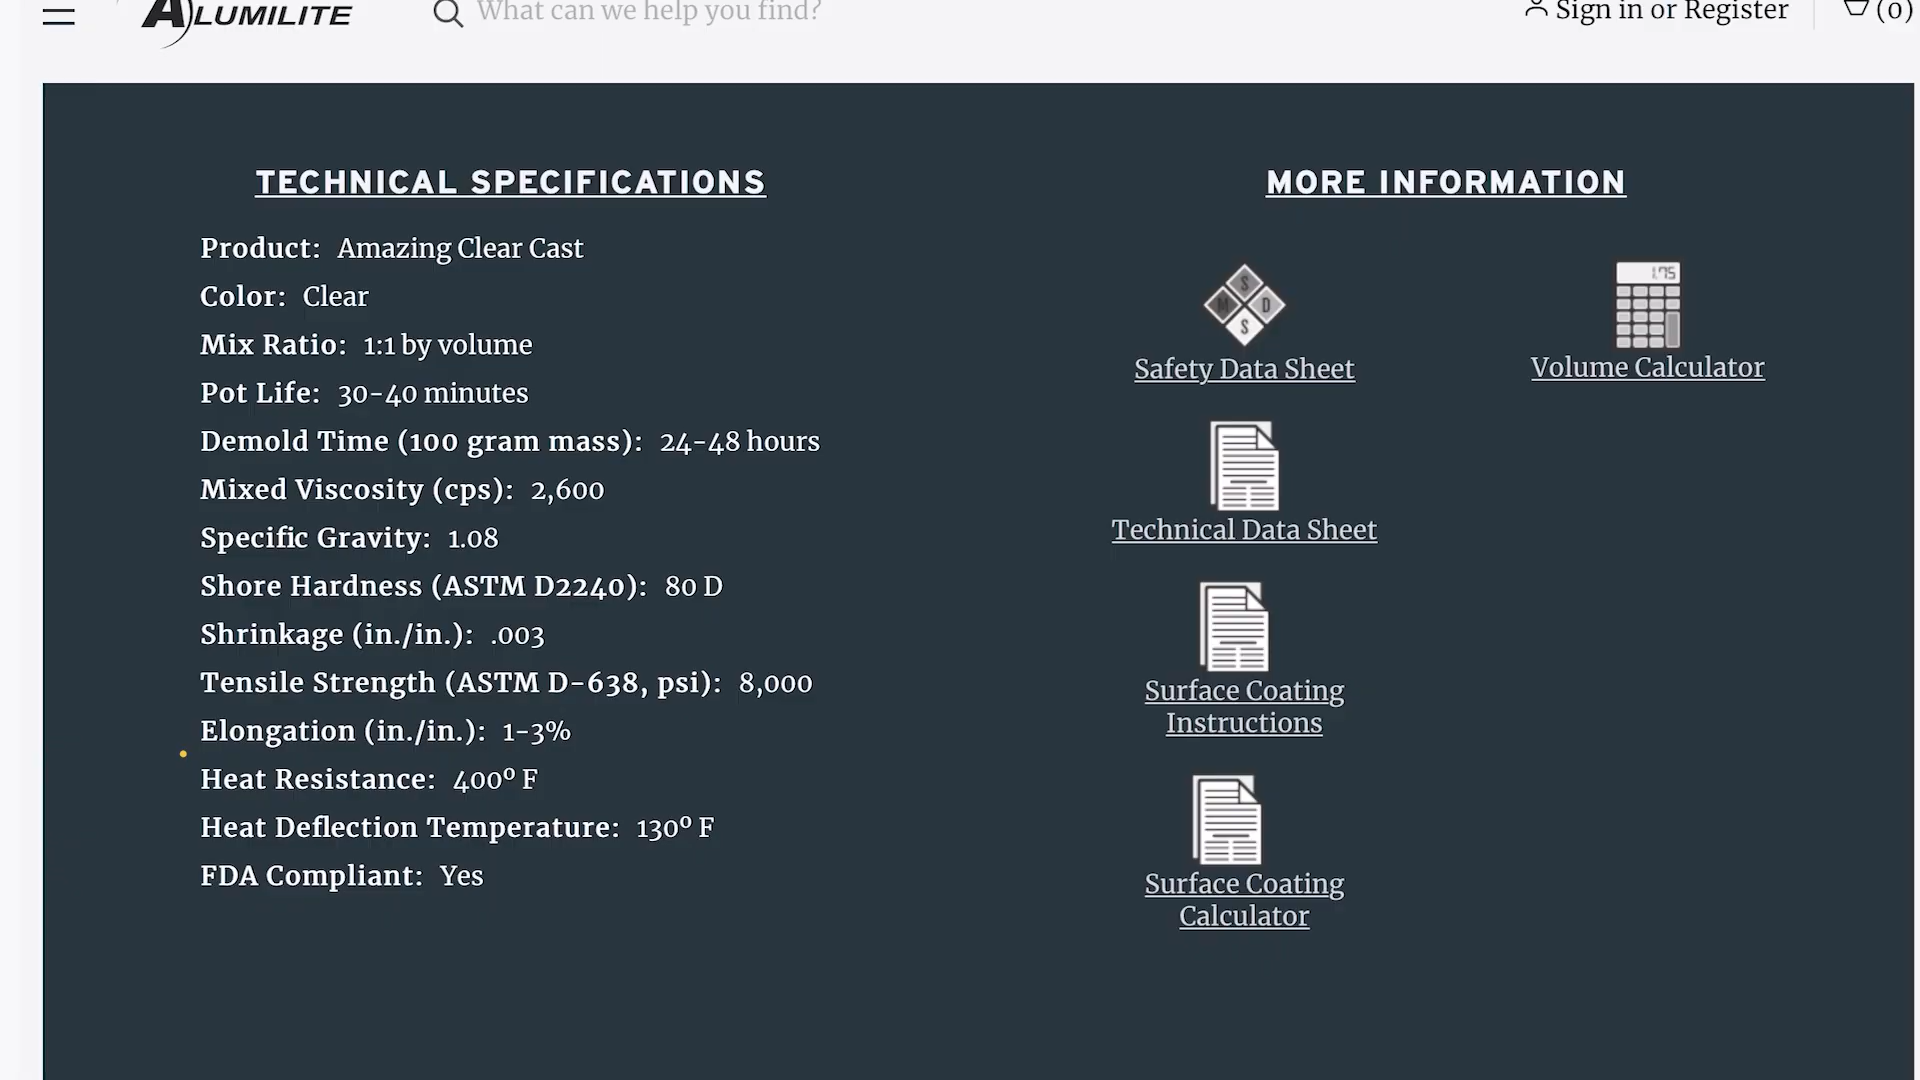 ALUMILITE
What can we help you find?
Sign in or Register
(0)
TECHNICAL SPECIFICATIONS
Product: Amazing Clear Cast
Color: Clear
Mix Ratio: 1:1 by volume
Pot Life: 30-40 minutes
Demold Time (100 gram mass): 24-48 hours
Mixed Viscosity (cps): 2,600
Specific Gravity: 1.08
Shore Hardness (ASTM D2240): 80 D
Shrinkage (in./in.): .003
Tensile Strength (ASTM D-638, psi): 8,000
Elongation (in./in.): 1-3%
Heat Resistance: 400º F
Heat Deflection Temperature: 130º F
FDA Compliant: Yes
MORE INFORMATION
S
M D
S
Safety Data Sheet
1.75
Volume Calculator
Technical Data Sheet
Surface Coating
Instructions
Surface Coating
Calculator